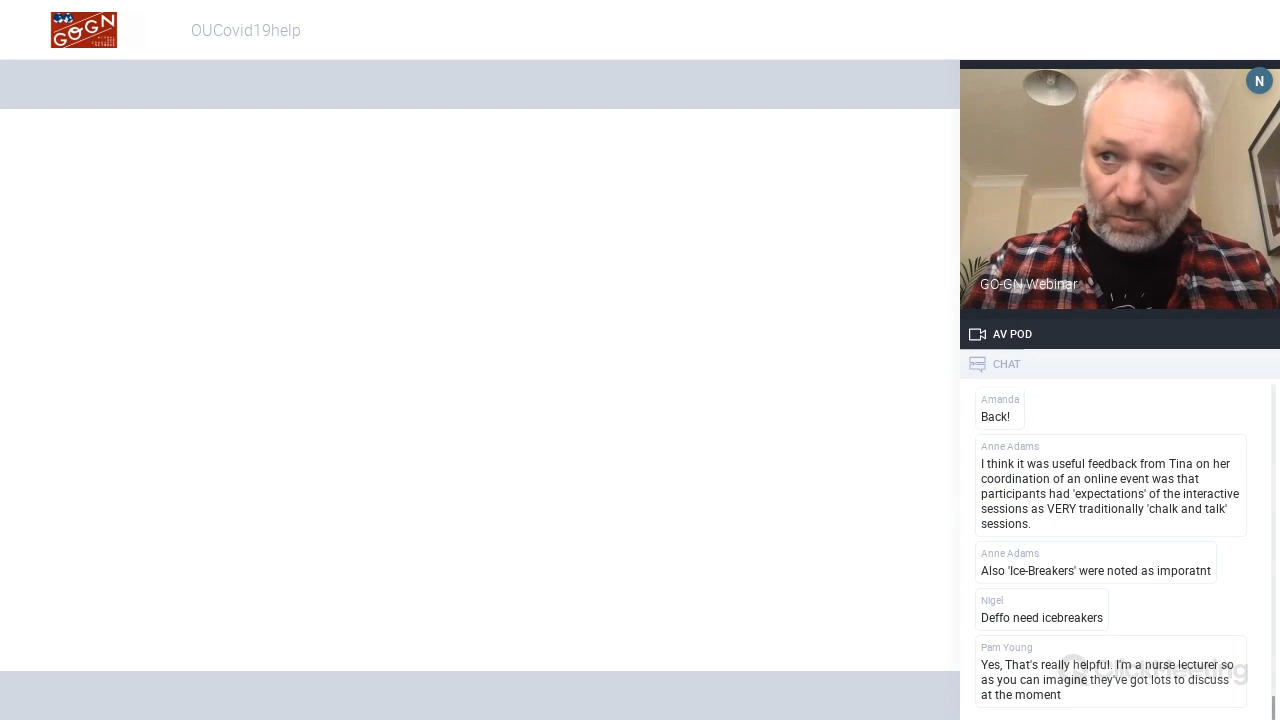 GOGN
OUCovid19help
N
GO-GN Webinar
AV POD
CHAT
Amanda
Back!
Anne Adams
I think it was useful feedback from Tina on her
coordination of an online event was that
participants had 'expectations' of the interactive
sessions as VERY traditionally 'chalk and talk'
sessions.
Anne Adams
Also 'Ice-Breakers' were noted as imporatnt
Nigel
Deffo need icebreakers
Pam Young
Yes, That's really helpful. I'm a nurse lecturer so
as you can imagine they've got lots to discuss
at the moment
ClickMeeting